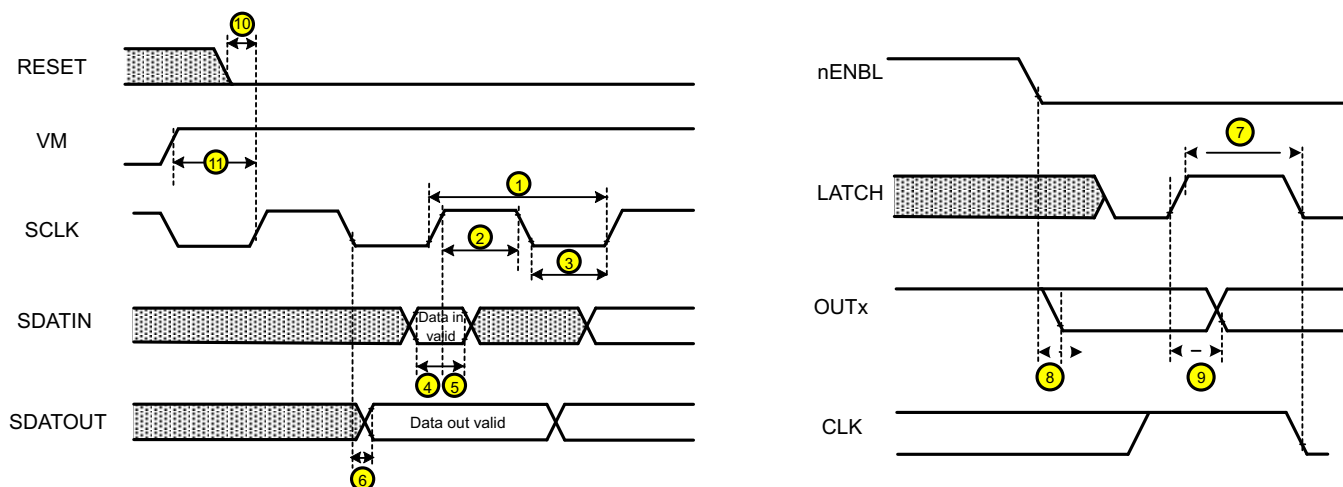 10
RESET
VM
11
1
SCLK
2
3
SDATIN
Data in
valid
4
5
SDATOUT
Data out valid
6
nENBL
7
LATCH
OUTx
8
9
CLK